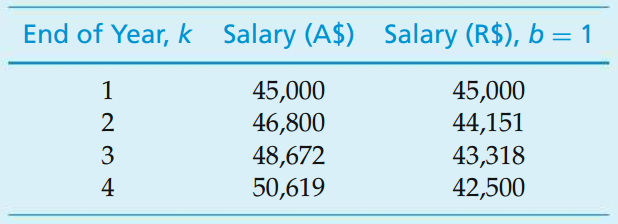 End of Year, k Salary (A$) Salary (R$), b = 1
1 45,000 45,000
2 46,800 44,151
3 48,672 43,318
4 50,619 42,500